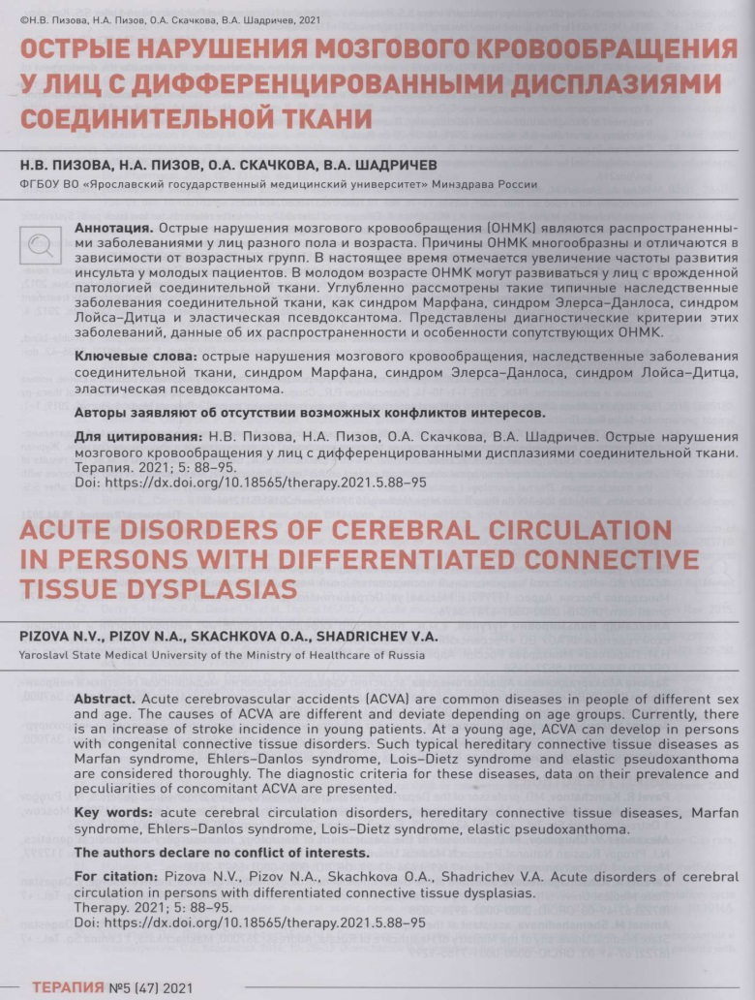 ©Н.В. Пизова, Н.А. Пизов, О.А. Скачкова, В.А. Шадричев, 2021
ОСТРЫЕ НАРУШЕНИЯ МОЗГОВОГО КРОВООБРАЩЕНИЯ
У ЛИЦ С ДИФФЕРЕНЦИРОВАННЫМИ ДИСПЛАЗИЯМИ
СОЕДИНИТЕЛЬНОЙ ТКАНИ
Н.В. ПИЗОВА, Н.А. ПИЗОВ, О.А. СКАЧКОВА, В.А. ШАДРИЧЕВ
ФГБОУ ВО «Ярославский государственный медицинский университет» Минздрава России
Аннотация. Острые нарушения мозгового кровообращения (ОНМК) являются распространенны-
ми заболеваниями у лиц разного пола и возраста. Причины ОНМК многообразны и отличаются в
зависимости от возрастных групп. В настоящее время отмечается увеличение частоты развития
инсульта у молодых пациентов. В молодом возрасте ОНМК могут развиваться у лиц с врожденной
патологией соединительной ткани. Углубленно рассмотрены такие типичные наследственные
заболевания соединительной ткани, как синдром Марфана, синдром Элерса–Данлоса, синдром
Лойса–Дитца и эластическая псевдоксантома. Представлены диагностические критерии этих
заболеваний, данные об их распространенности и особенности сопутствующих ОНМК.
Ключевые слова: острые нарушения мозгового кровообращения, наследственные заболевания
соединительной ткани, синдром Марфана, синдром Элерса–Данлоса, синдром Лойса–Дитца,
эластическая псевдоксантома.
Авторы заявляют об отсутствии возможных конфликтов интересов.
Для цитирования: Н.В. Пизова, Н.А. Пизов, О.А. Скачкова, В.А. Шадричев. Острые нарушения
мозгового кровообращения у лиц с дифференцированными дисплазиями соединительной ткани.
Терапия. 2021; 5: 88–95.
Doi: https://dx.doi.org/10.18565/therapy.2021.5.88–95
ACUTE DISORDERS OF CEREBRAL CIRCULATION
IN PERSONS WITH DIFFERENTIATED CONNECTIVE
TISSUE DYSPLASIAS
PIZOVA N.V., PIZOV N.A., SKACHKOVA O.A., SHADRICHEV V.A.
Yaroslavl State Medical University of the Ministry of Healthcare of Russia
Abstract. Acute cerebrovascular accidents (ACVA) are common diseases in people of different sex
and age. The causes of ACVA are different and deviate depending on age groups. Currently, there
is an increase of stroke incidence in young patients. At a young age, ACVA can develop in persons
with congenital connective tissue disorders. Such typical hereditary connective tissue diseases as
Marfan syndrome, Ehlers–Danlos syndrome, Lois–Dietz syndrome and elastic pseudoxanthoma
are considered thoroughly. The diagnostic criteria for these diseases, data on their prevalence and
peculiarities of concomitant ACVA are presented.
Key words: acute cerebral circulation disorders, hereditary connective tissue diseases, Marfan
syndrome, Ehlers–Danlos syndrome, Lois–Dietz syndrome, elastic pseudoxanthoma.
The authors declare no conflict of interests.
For citation: Pizova N.V., Pizov N.A., Skachkova O.A., Shadrichev V.A. Acute disorders of cerebral
circulation in persons with differentiated connective tissue dysplasias.
Therapy. 2021; 5: 88–95.
Doi: https://dx.doi.org/10.18565/therapy.2021.5.88–95
ТЕРАПИЯ №5 (47) 2021